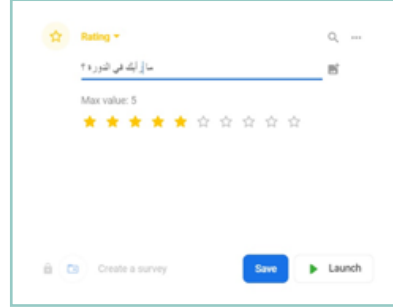 Rating
ما رأيك في الدورة ؟
Max value: 5
Create a survey
Save
Launch